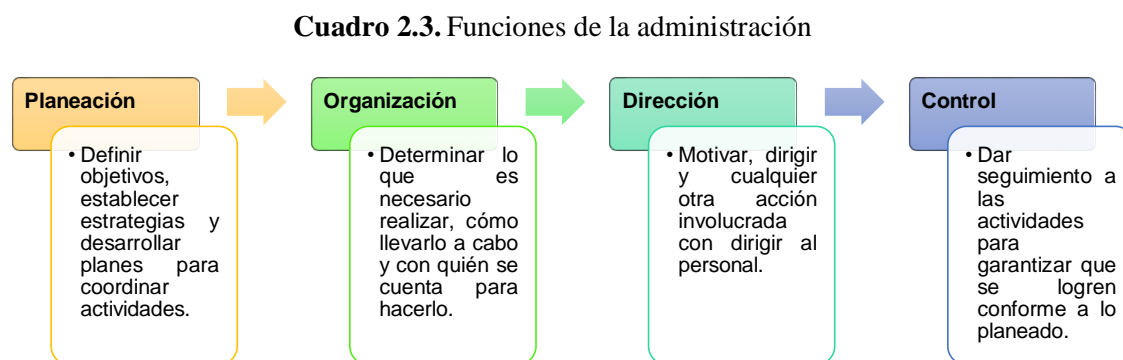 Cuadro 2.3. Funciones de la administración
Planeación
• Definir
objetivos,
establecer
estrategias y
desarrollar
planes para
coordinar
actividades.
Organización
• Determinar lo
que es
necesario
realizar, cómo
llevarlo a cabo
y con quién se
cuenta para
hacerlo.
Dirección
• Motivar, dirigir
y cualquier
otra acción
involucrada
con dirigir al
personal.
Control
• Dar
seguimiento a
las
actividades
para
garantizar que
se logren
conforme a lo
planeado.